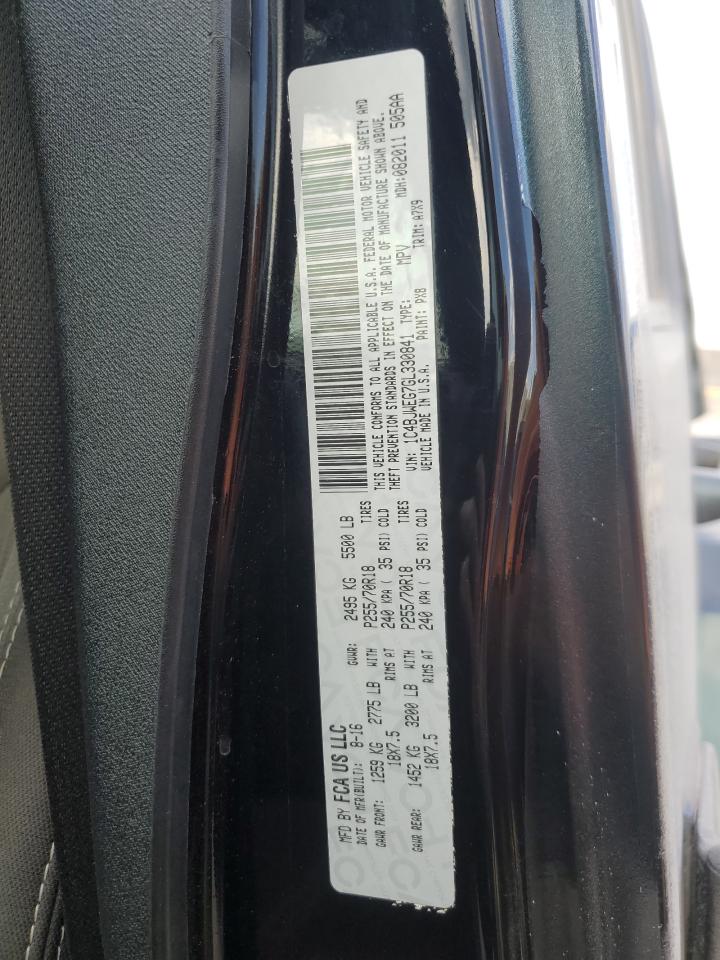 MFD BY FCA US LLC
DATE OF MFR(BUILT): 8-16 GVWR: 2495 KG 5500 LB
GAWR FRONT: 1259 KG 2775 LB WITH P255/70R18 TIRES
18X7.5 RIMS AT 240 KPA ( 35 PSI) COLD
GAWR REAR: 1452 KG 3200 LB WITH P255/70R18 TIRES
18X7.5 RIMS AT 240 KPA ( 35 PSI) COLD
THIS VEHICLE CONFORMS TO ALL APPLICABLE U.S.A. FEDERAL MOTOR VEHICLE SAFETY AND
THEFT PREVENTION STANDARDS IN EFFECT ON THE DATE OF MANUFACTURE SHOWN ABOVE.
VIN: 1C4BJWEG7GL330841 TYPE: MPV MDH:082011 505AA
VEHICLE MADE IN U.S.A. PAINT: PX8 TRIM: A7X9